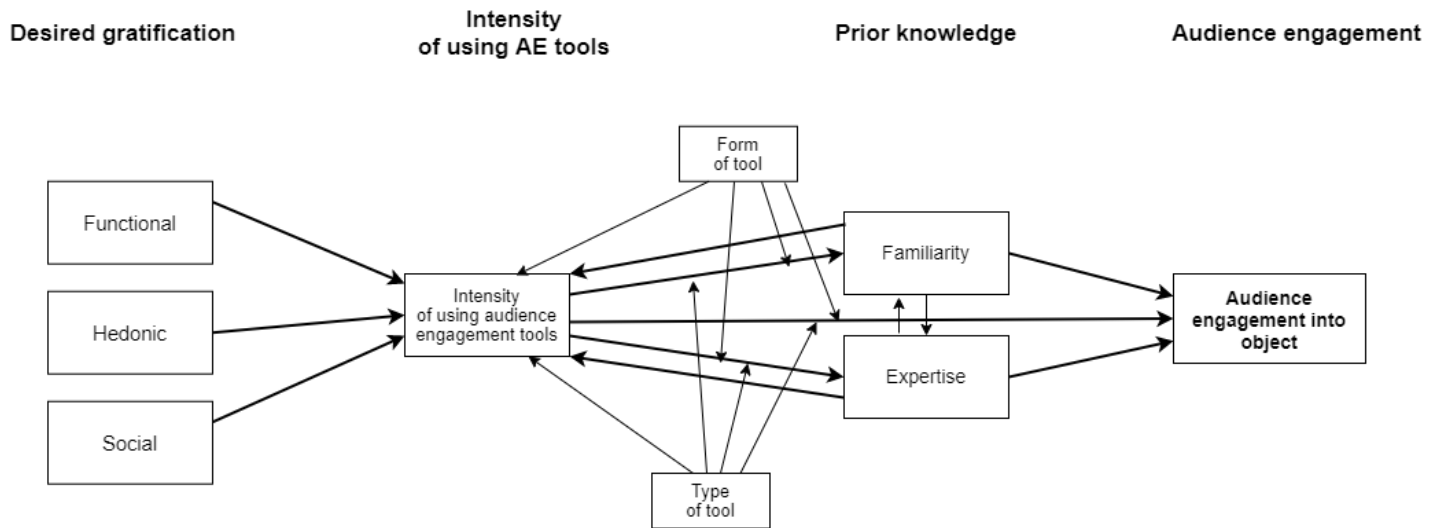 Desired gratification
Intensity
of using AE tools
Prior knowledge
Audience engagement
Form
of tool
Functional
Familiarity
Hedonic
Intensity
of using audience
engagement tools
Audience
engagement into
object
Expertise
Social
Type
of tool